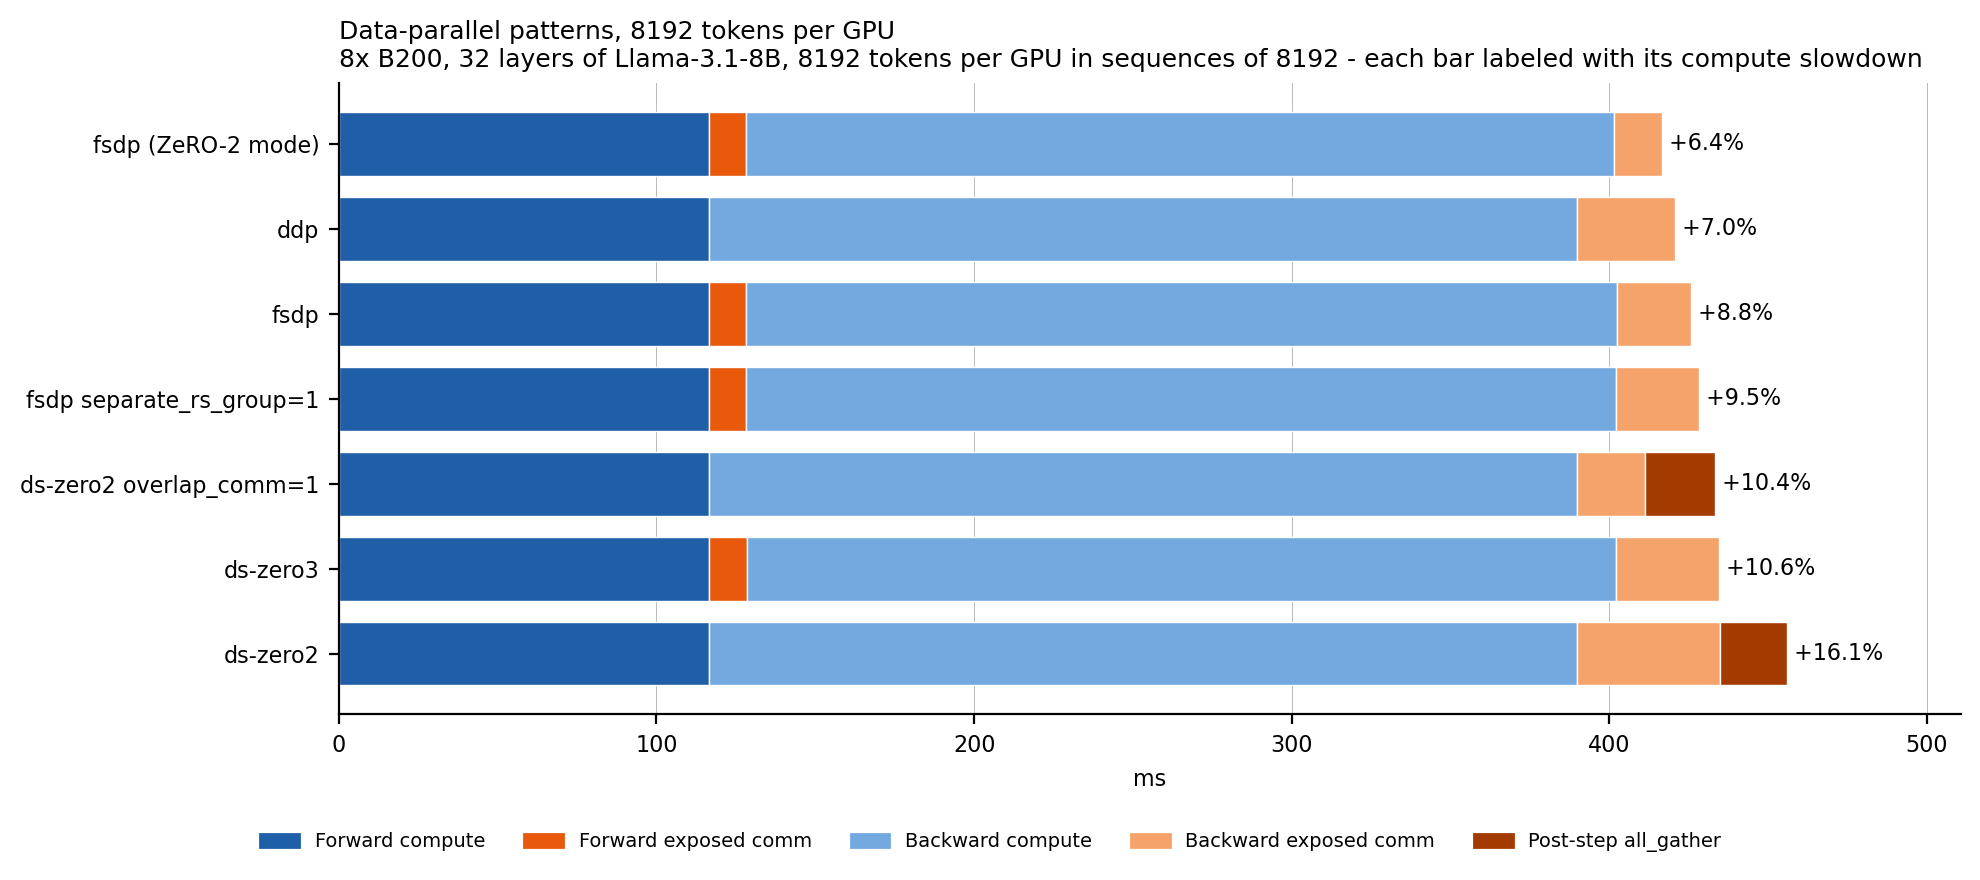 Data-parallel patterns, 8192 tokens per GPU
8x B200, 32 layers of Llama-3.1-8B, 8192 tokens per GPU in sequences of 8192 - each bar labeled with its compute slowdown
fsdp (ZeRO-2 mode)
+6.4%
ddp
+7.0%
fsdp
+8.8%
fsdp separate_rs_group=1
+9.5%
ds-zero2 overlap_comm=1
+10.4%
ds-zero3
+10.6%
ds-zero2
+16.1%
0
100
200
300
400
500
ms
Forward compute
Forward exposed comm
Backward compute
Backward exposed comm
Post-step all_gather